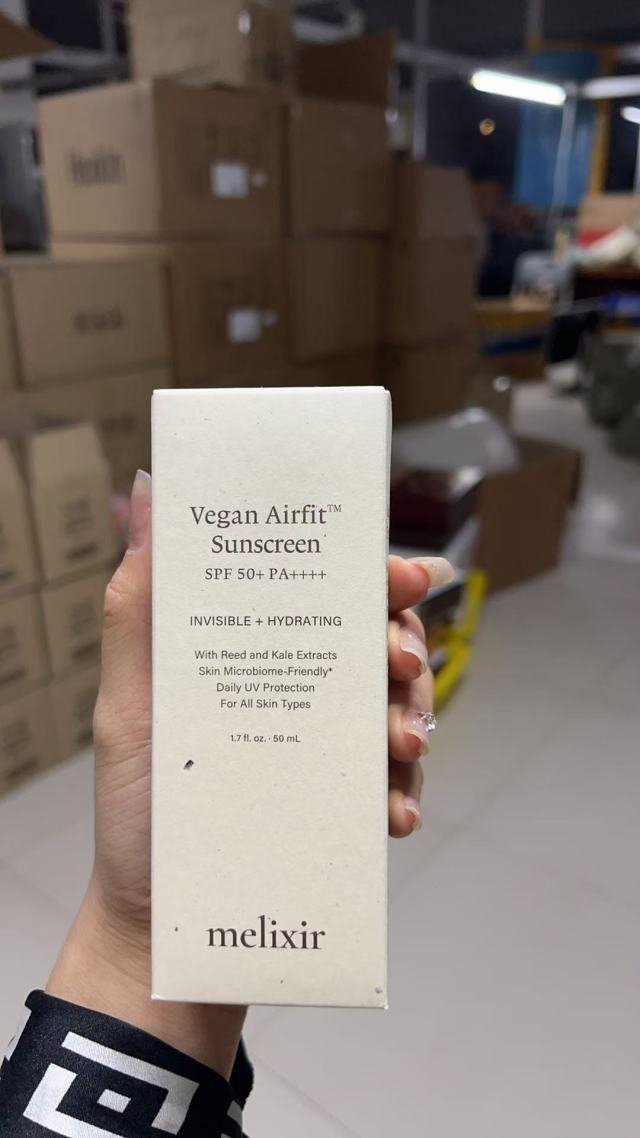 Vegan Airfit™
Sunscreen
SPF 50+ PA++++
INVISIBLE + HYDRATING
With Reed and Kale Extracts
Skin Microbiome-Friendly*
Daily UV Protection
For All Skin Types
1.7 fl. oz. · 50 mL
melixir